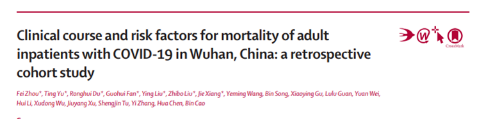 Clinical course and risk factors for mortality of adult
inpatients with COVID-19 in Wuhan, China: a retrospective
cohort study
Fei Zhou*, Ting Yu*, Ronghui Du*, Guohui Fan*, Ying Liu*, Zhibo Liu*, Jie Xiang*, Yeming Wang, Bin Song, Xiaoying Gu, Lulu Guan, Yuan Wei,
Hui Li, Xudong Wu, Jiuyang Xu, Shengjin Tu, Yi Zhang, Hua Chen, Bin Cao
CrossMark